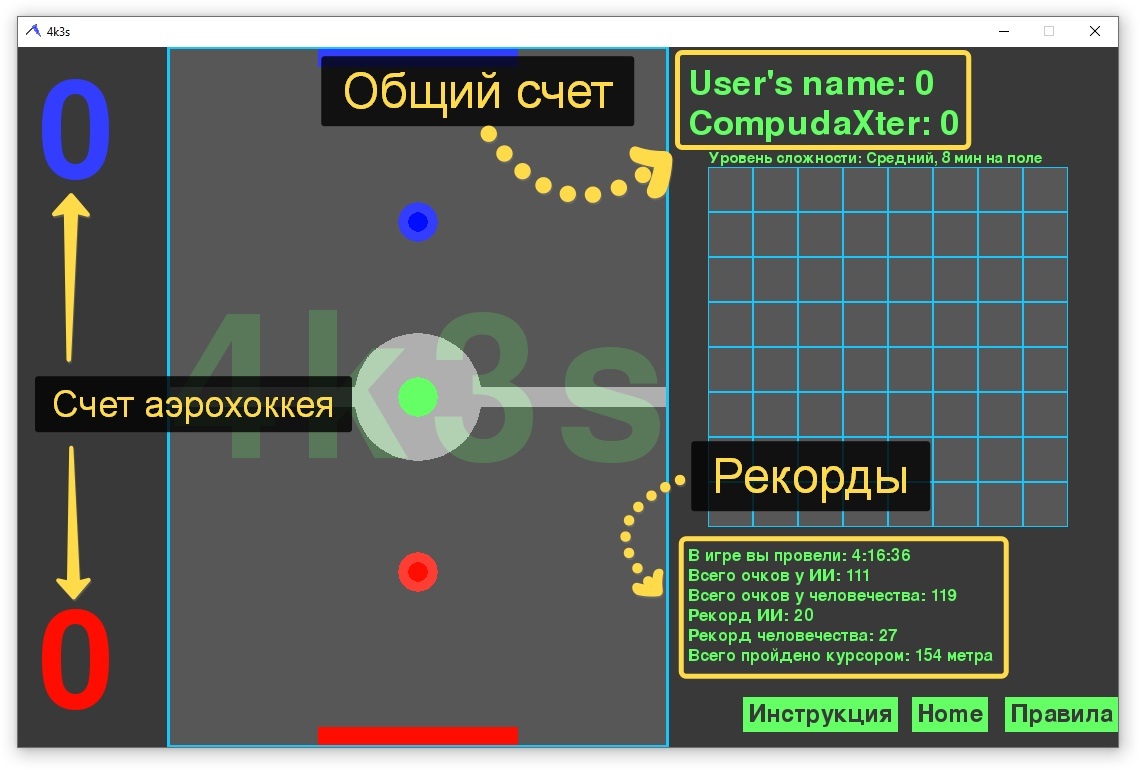 4k3s
0
Общий счет
User's name: 0
CompudaXter: 0
Уровень сложности: Средний, 8 мин на поле
4k3s
Счет аэрохоккея
Рекорды
В игре вы провели: 4:16:36
Всего очков у ИИ: 111
Всего очков у человечества: 119
Рекорд ИИ: 20
Рекорд человечества: 27
Всего пройдено курсором: 154 метра
0
Инструкция Home Правила